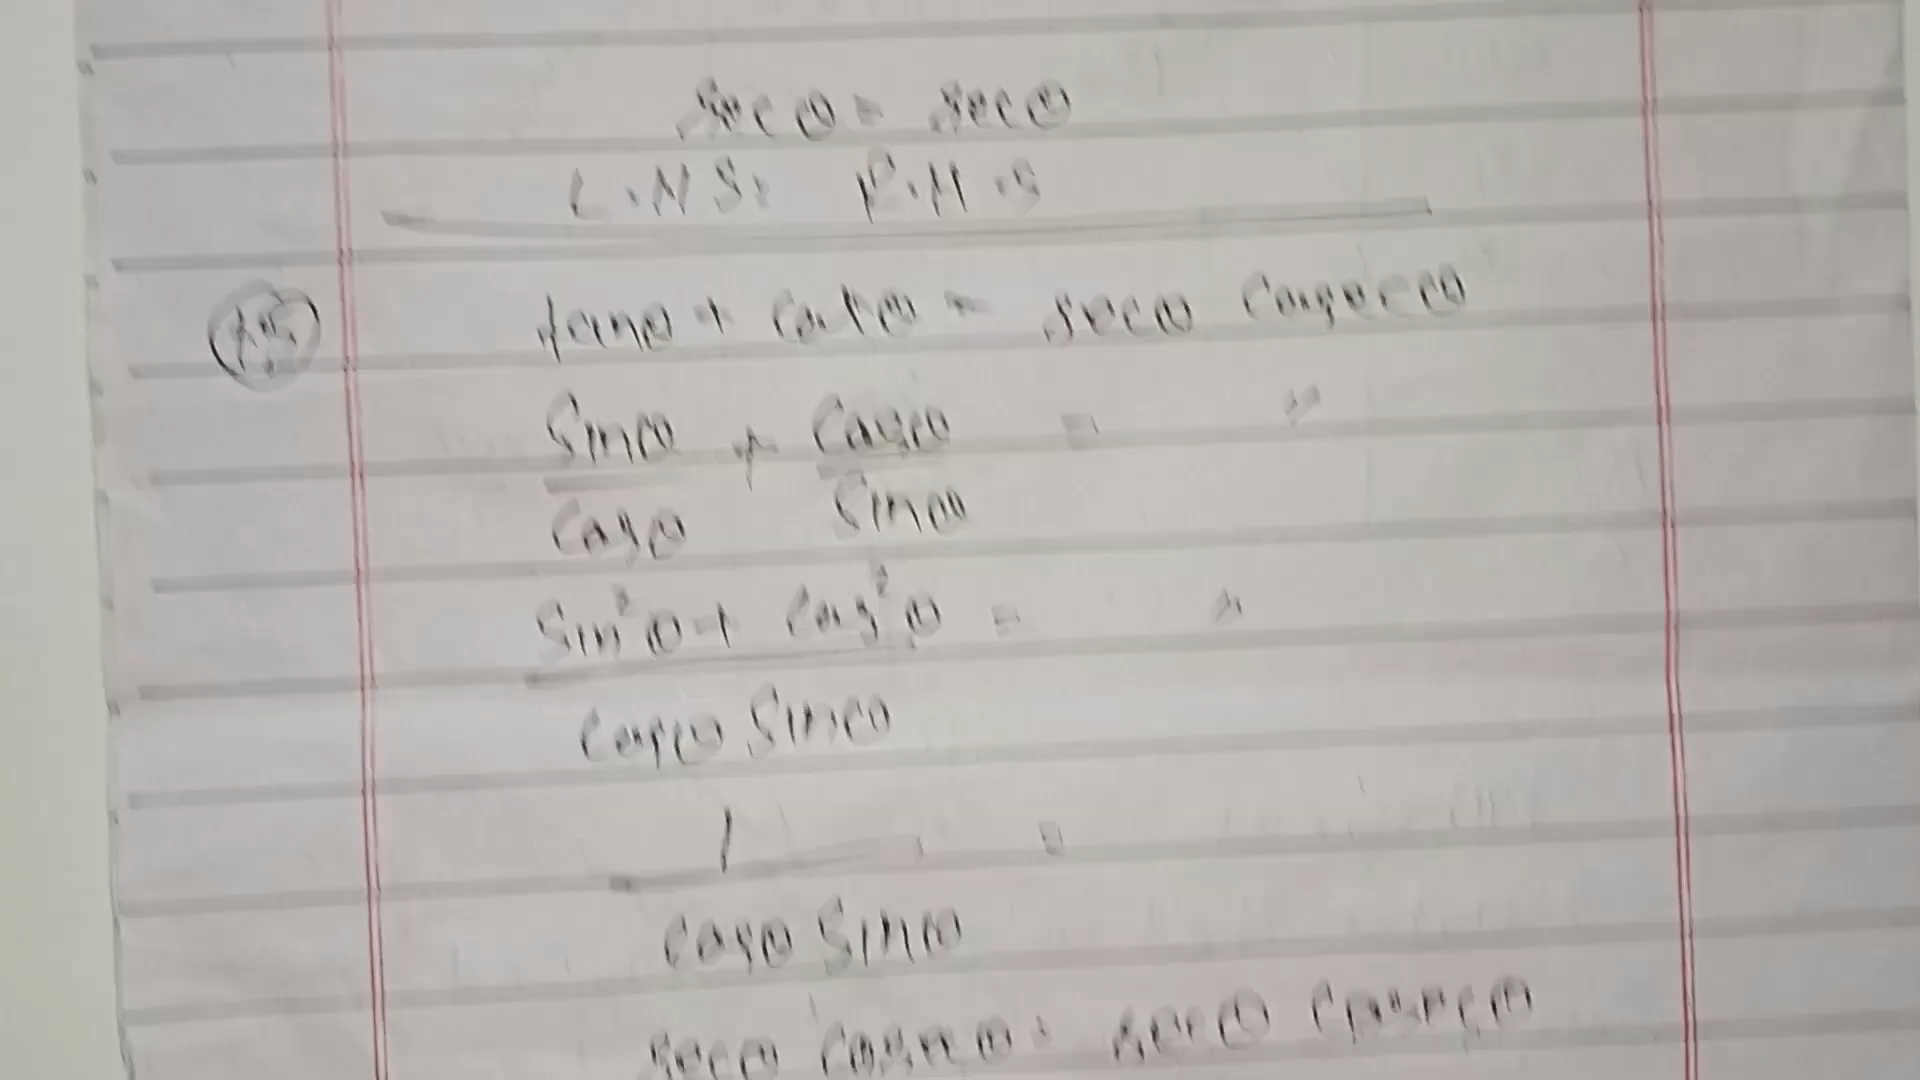 secθ = secθ
L.H.S = R.H.S
tanθ + cotθ = secθ cosecθ
sinθ/cosθ + cosθ/sinθ = "
sin²θ + cos²θ / cosθ sinθ = "
1 / cosθ sinθ =
secθ cosecθ = secθ cosecθ